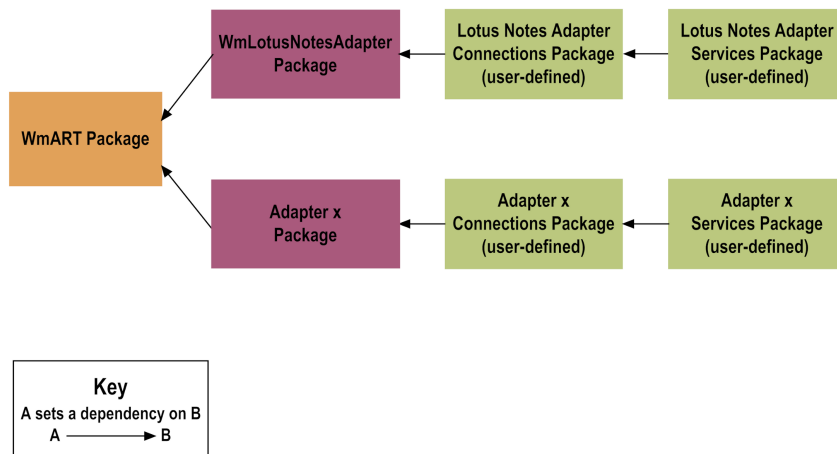 WmLotusNotesAdapter
Package
Lotus Notes Adapter
Connections Package
(user-defined)
Lotus Notes Adapter
Services Package
(user-defined)
WmART Package
Adapter x
Package
Adapter x
Connections Package
(user-defined)
Adapter x
Services Package
(user-defined)
Key
A sets a dependency on B
A B